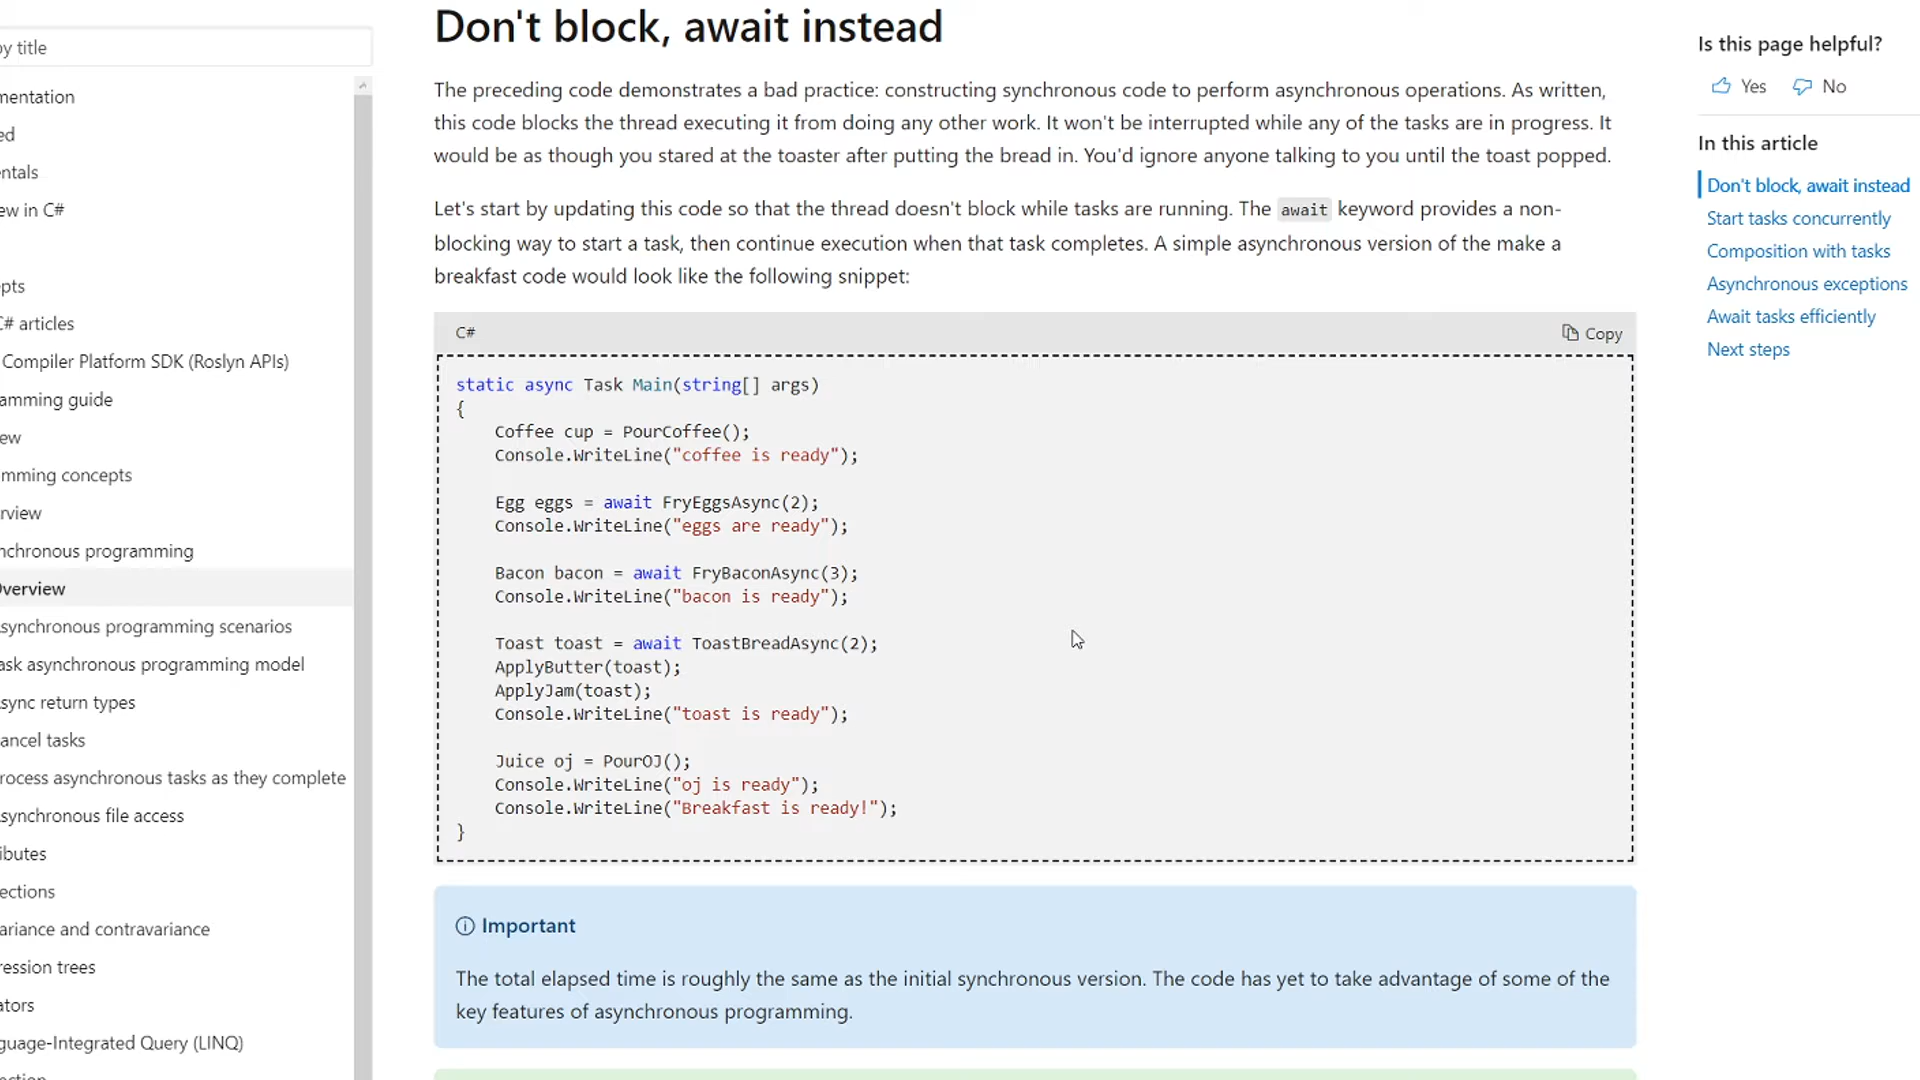 y title
mentation
ed
entals
ew in C#
pts
C# articles
Compiler Platform SDK (Roslyn APIs)
amming guide
ew
mming concepts
rview
nchronous programming
Overview
synchronous programming scenarios
ask asynchronous programming model
sync return types
ancel tasks
rocess asynchronous tasks as they complete
synchronous file access
ibutes
ections
ariance and contravariance
ression trees
ators
guage-Integrated Query (LINQ)
Don't block, await instead
The preceding code demonstrates a bad practice: constructing synchronous code to perform asynchronous operations. As written,
this code blocks the thread executing it from doing any other work. It won't be interrupted while any of the tasks are in progress. It
would be as though you stared at the toaster after putting the bread in. You'd ignore anyone talking to you until the toast popped.
Let's start by updating this code so that the thread doesn't block while tasks are running. The await keyword provides a non-
blocking way to start a task, then continue execution when that task completes. A simple asynchronous version of the make a
breakfast code would look like the following snippet:
C# Copy
static async Task Main(string[] args)
{
    Coffee cup = PourCoffee();
    Console.WriteLine("coffee is ready");
    Egg eggs = await FryEggsAsync(2);
    Console.WriteLine("eggs are ready");
    Bacon bacon = await FryBaconAsync(3);
    Console.WriteLine("bacon is ready");
    Toast toast = await ToastBreadAsync(2);
    ApplyButter(toast);
    ApplyJam(toast);
    Console.WriteLine("toast is ready");
    Juice oj = PourOJ();
    Console.WriteLine("oj is ready");
    Console.WriteLine("Breakfast is ready!");
}
Important
The total elapsed time is roughly the same as the initial synchronous version. The code has yet to take advantage of some of the
key features of asynchronous programming.
Is this page helpful?
Yes No
In this article
Don't block, await instead
Start tasks concurrently
Composition with tasks
Asynchronous exceptions
Await tasks efficiently
Next steps